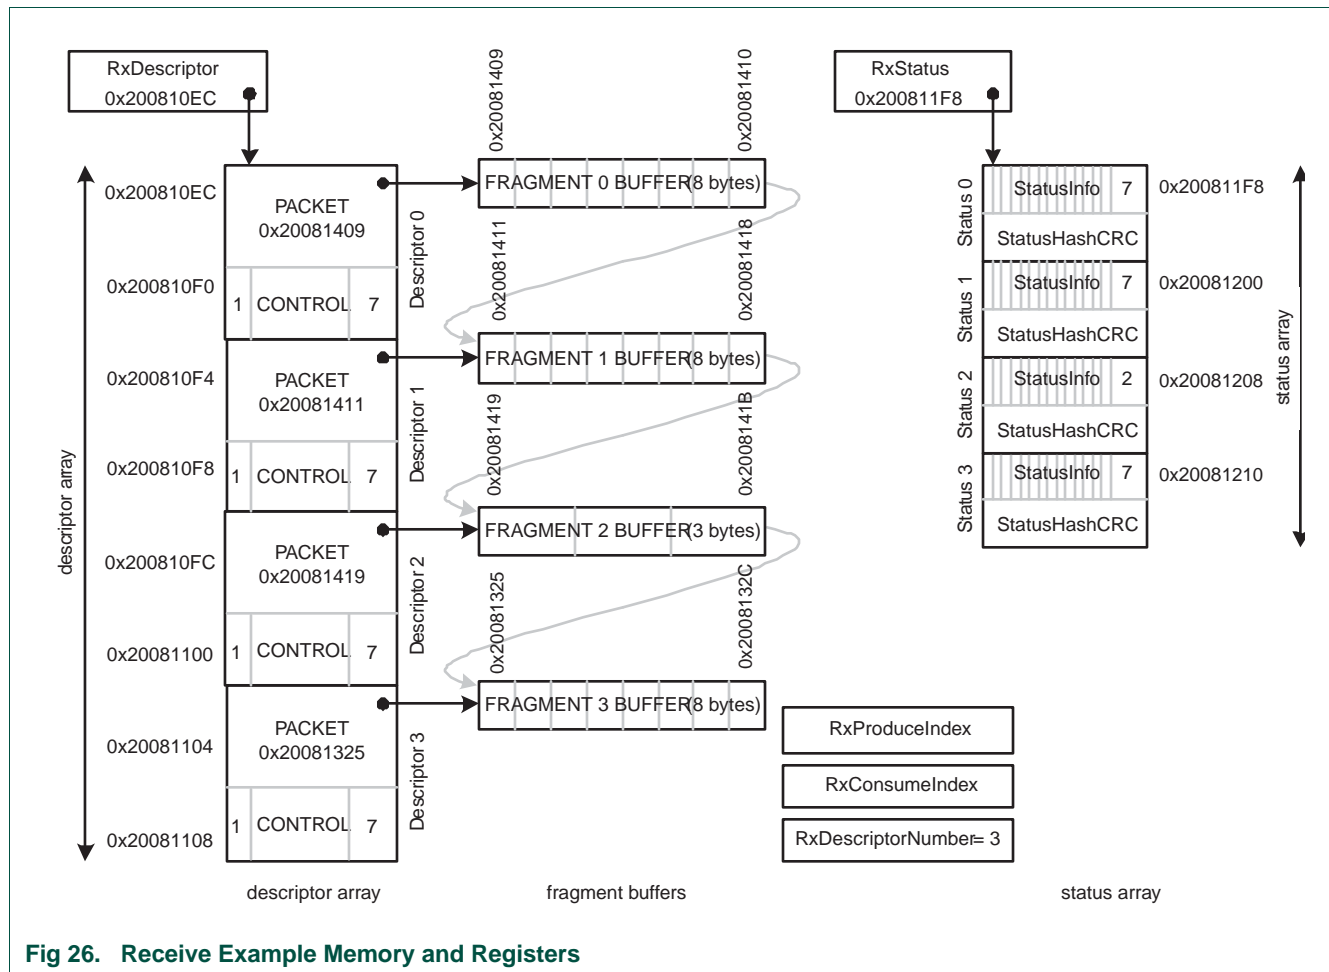 RxDescriptor
0x200810EC
0x20081409
0x20081410
RxStatus
0x200811F8
0x200810EC
PACKET
0x20081409
0x200810F0
1 CONTROL 7
Descriptor 0
FRAGMENT 0 BUFFER(8 bytes)
0x20081411
0x20081418
0x200810F4
PACKET
0x20081411
0x200810F8
1 CONTROL 7
Descriptor 1
FRAGMENT 1 BUFFER(8 bytes)
0x20081419
0x2008141B
0x200810FC
PACKET
0x20081419
0x20081100
1 CONTROL 7
Descriptor 2
FRAGMENT 2 BUFFER(3 bytes)
0x20081325
0x2008132C
0x20081104
PACKET
0x20081325
0x20081108
1 CONTROL 7
Descriptor 3
FRAGMENT 3 BUFFER(8 bytes)
descriptor array
Status 0
StatusInfo 7
0x200811F8
StatusHashCRC
Status 1
StatusInfo 7
0x20081200
StatusHashCRC
Status 2
StatusInfo 2
0x20081208
StatusHashCRC
Status 3
StatusInfo 7
0x20081210
StatusHashCRC
status array
RxProduceIndex
RxConsumeIndex
RxDescriptorNumber= 3
descriptor array
fragment buffers
status array
Fig 26. Receive Example Memory and Registers